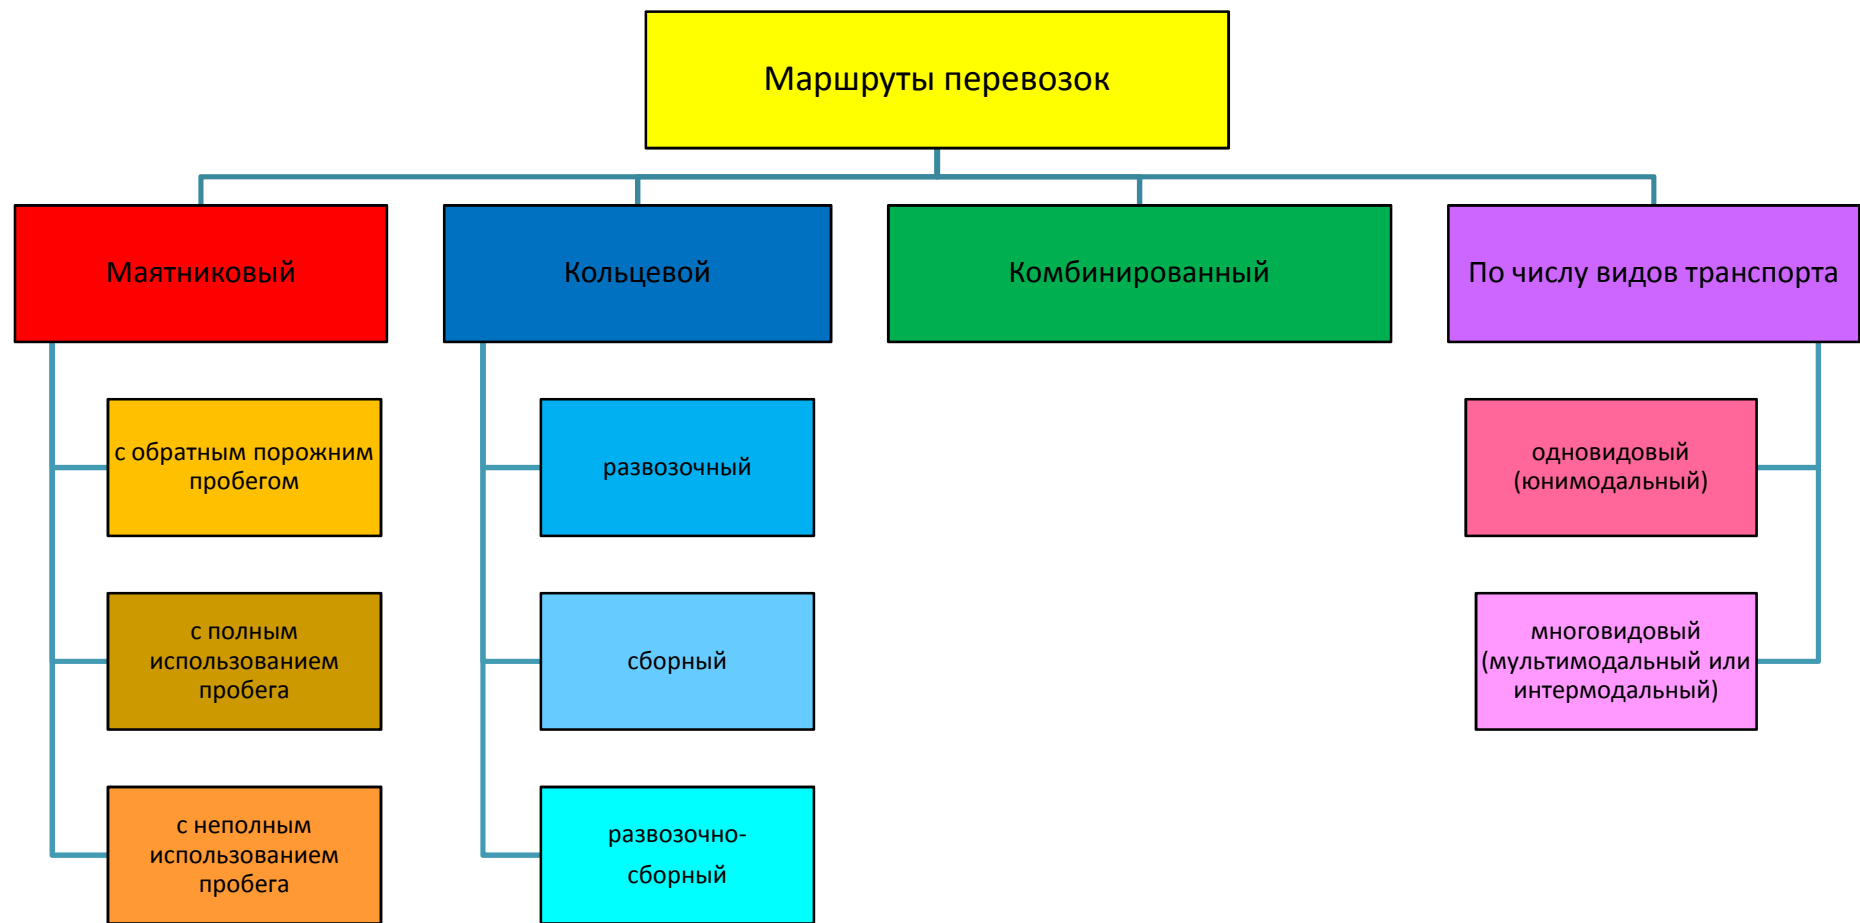 Маршруты перевозок
Маятниковый
Кольцевой
Комбинированный
По числу видов транспорта
с обратным порожним
пробегом
с полным
использованием
пробега
с неполным
использованием
пробега
развозочный
сборный
развозочно-
сборный
одновидовый
(юнимодальный)
многовидовый
(мультимодальный или
интермодальный)